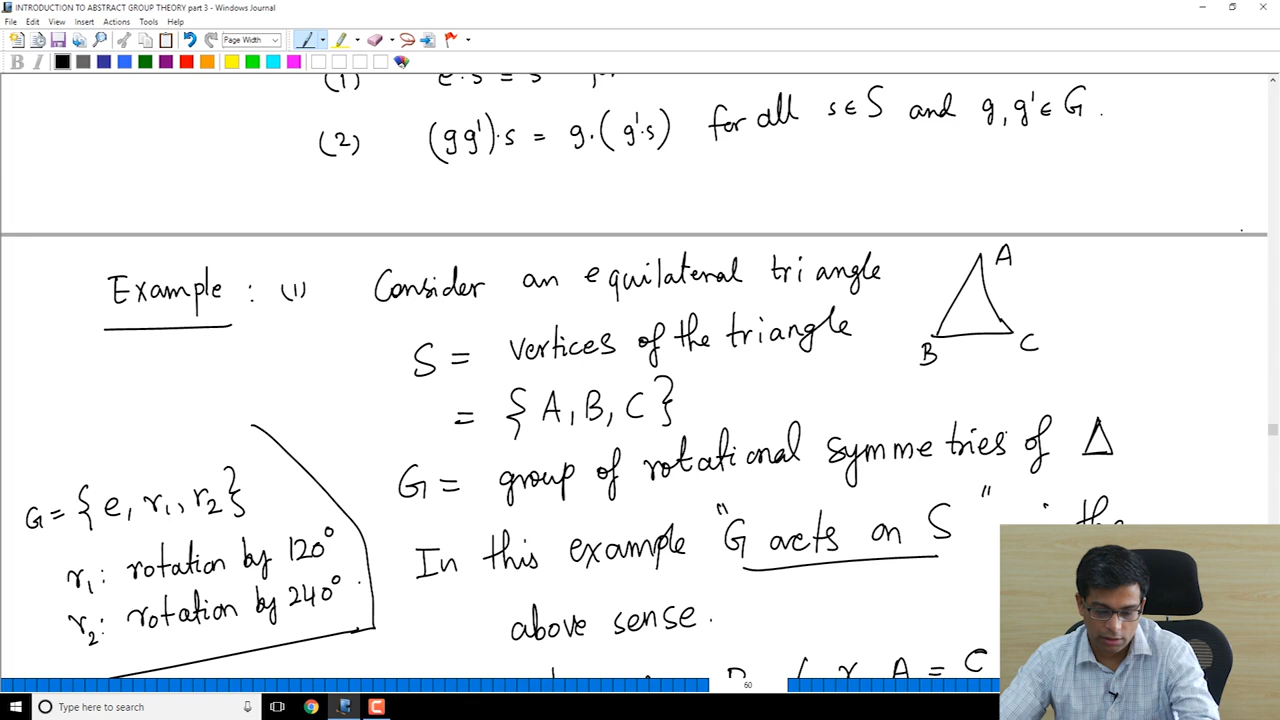 INTRODUCTION TO ABSTRACT GROUP THEORY part 3 - Windows Journal
File Edit View Insert Actions Tools Help
Page Width
B I
(1) e·s = s
(2) (gg')·s = g·(g'·s) for all s∈S and g, g'∈G.
Example: (1) Consider an equilateral triangle
A
B C
S = vertices of the triangle
= {A, B, C}
G = group of rotational symmetries of Δ
G = {e, r₁, r₂}
r₁: rotation by 120°
r₂: rotation by 240°.
In this example "G acts on S" the
above sense.
A = C
60
Type here to search